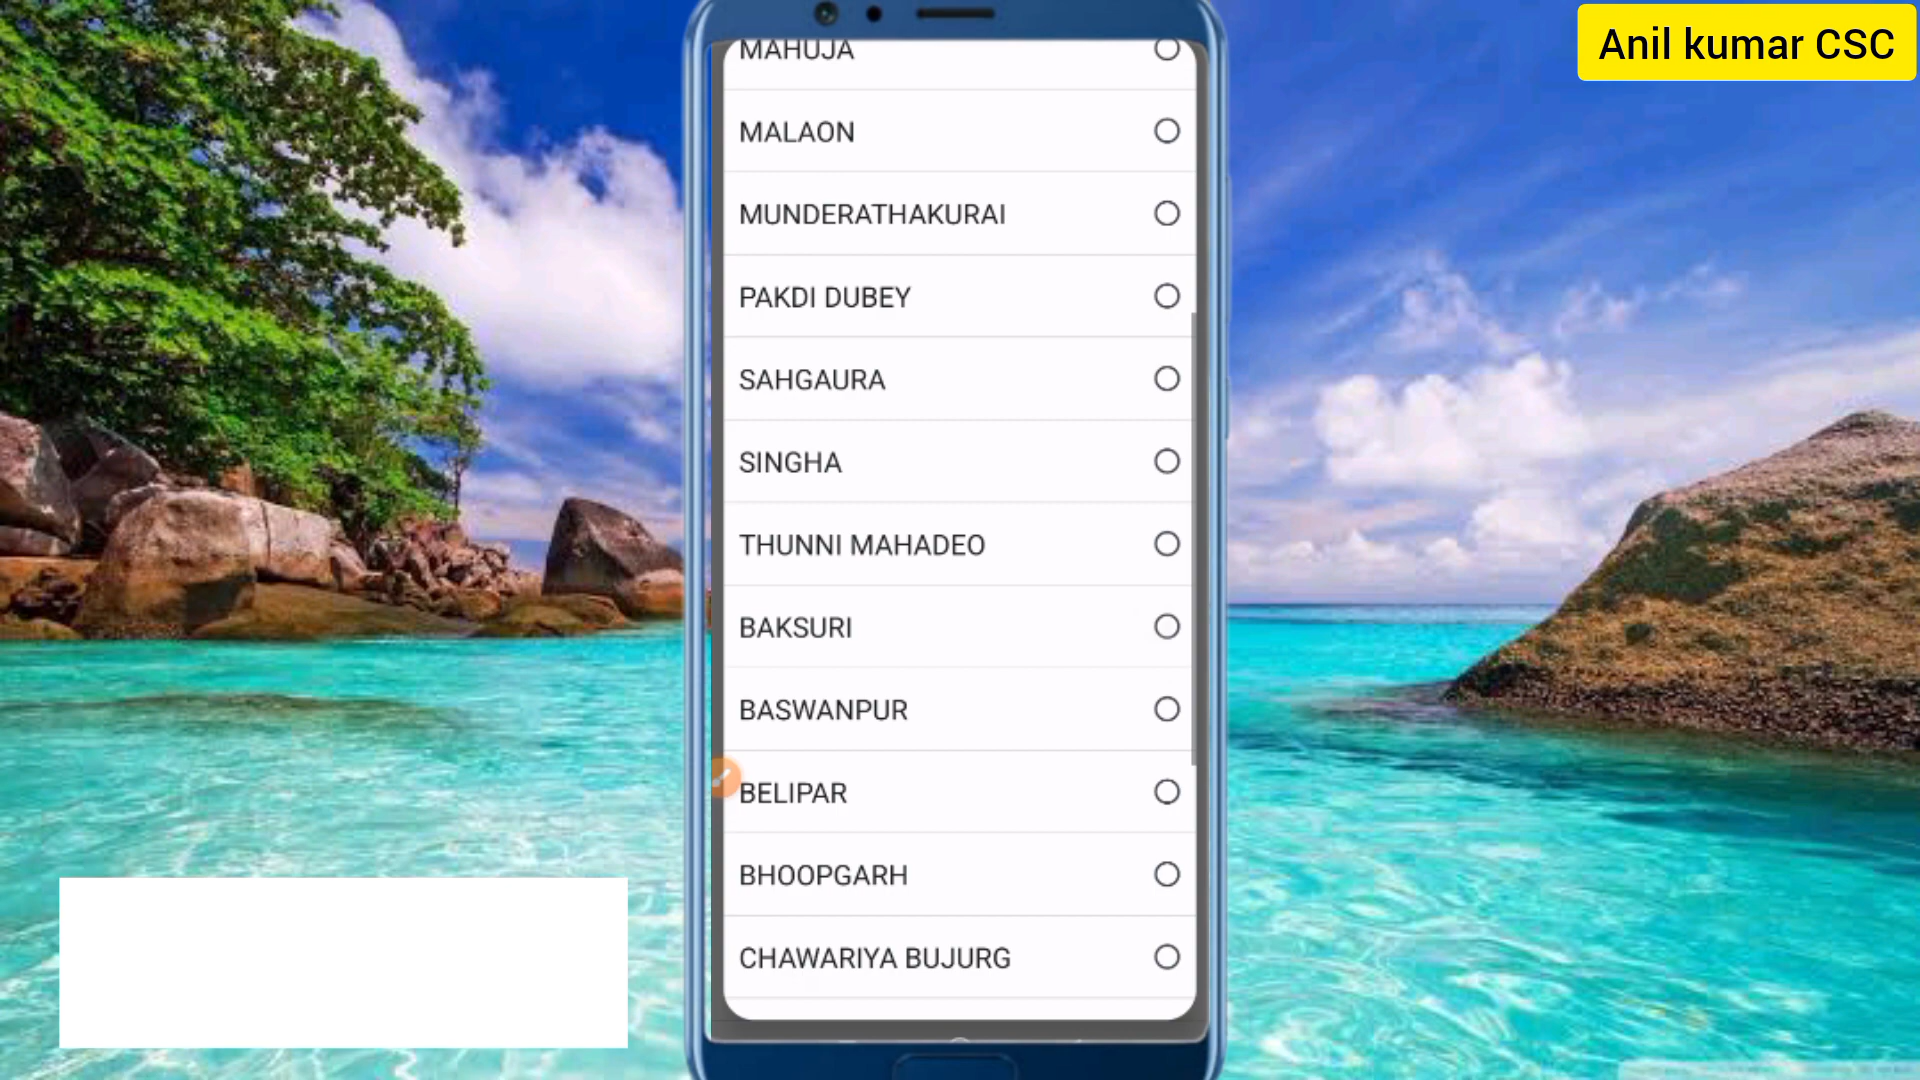 Anil kumar CSC
MAHUJA
MALAON
MUNDERATHAKURAI
PAKDI DUBEY
SAHGAURA
SINGHA
THUNNI MAHADEO
BAKSURI
BASWANPUR
BELIPAR
BHOOPGARH
CHAWARIYA BUJURG